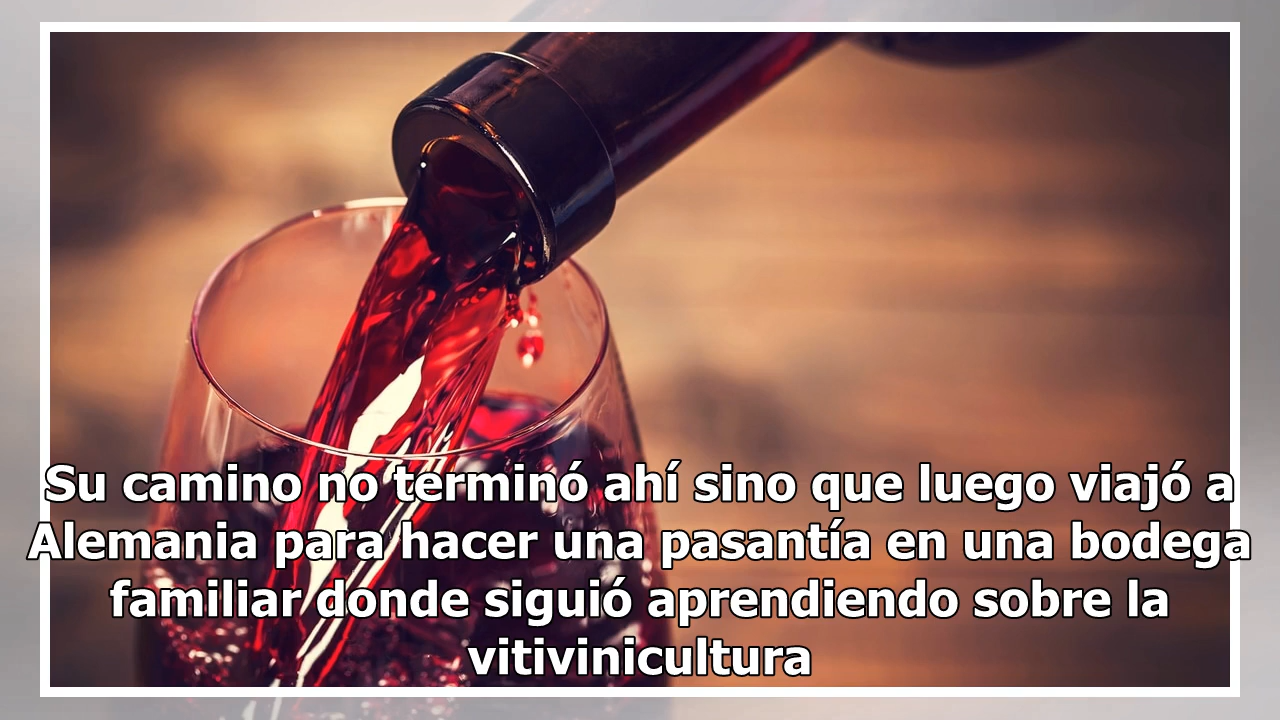 Su camino no terminó ahí sino que luego viajó a
Alemania para hacer una pasantía en una bodega
familiar donde siguió aprendiendo sobre la
vitivinicultura